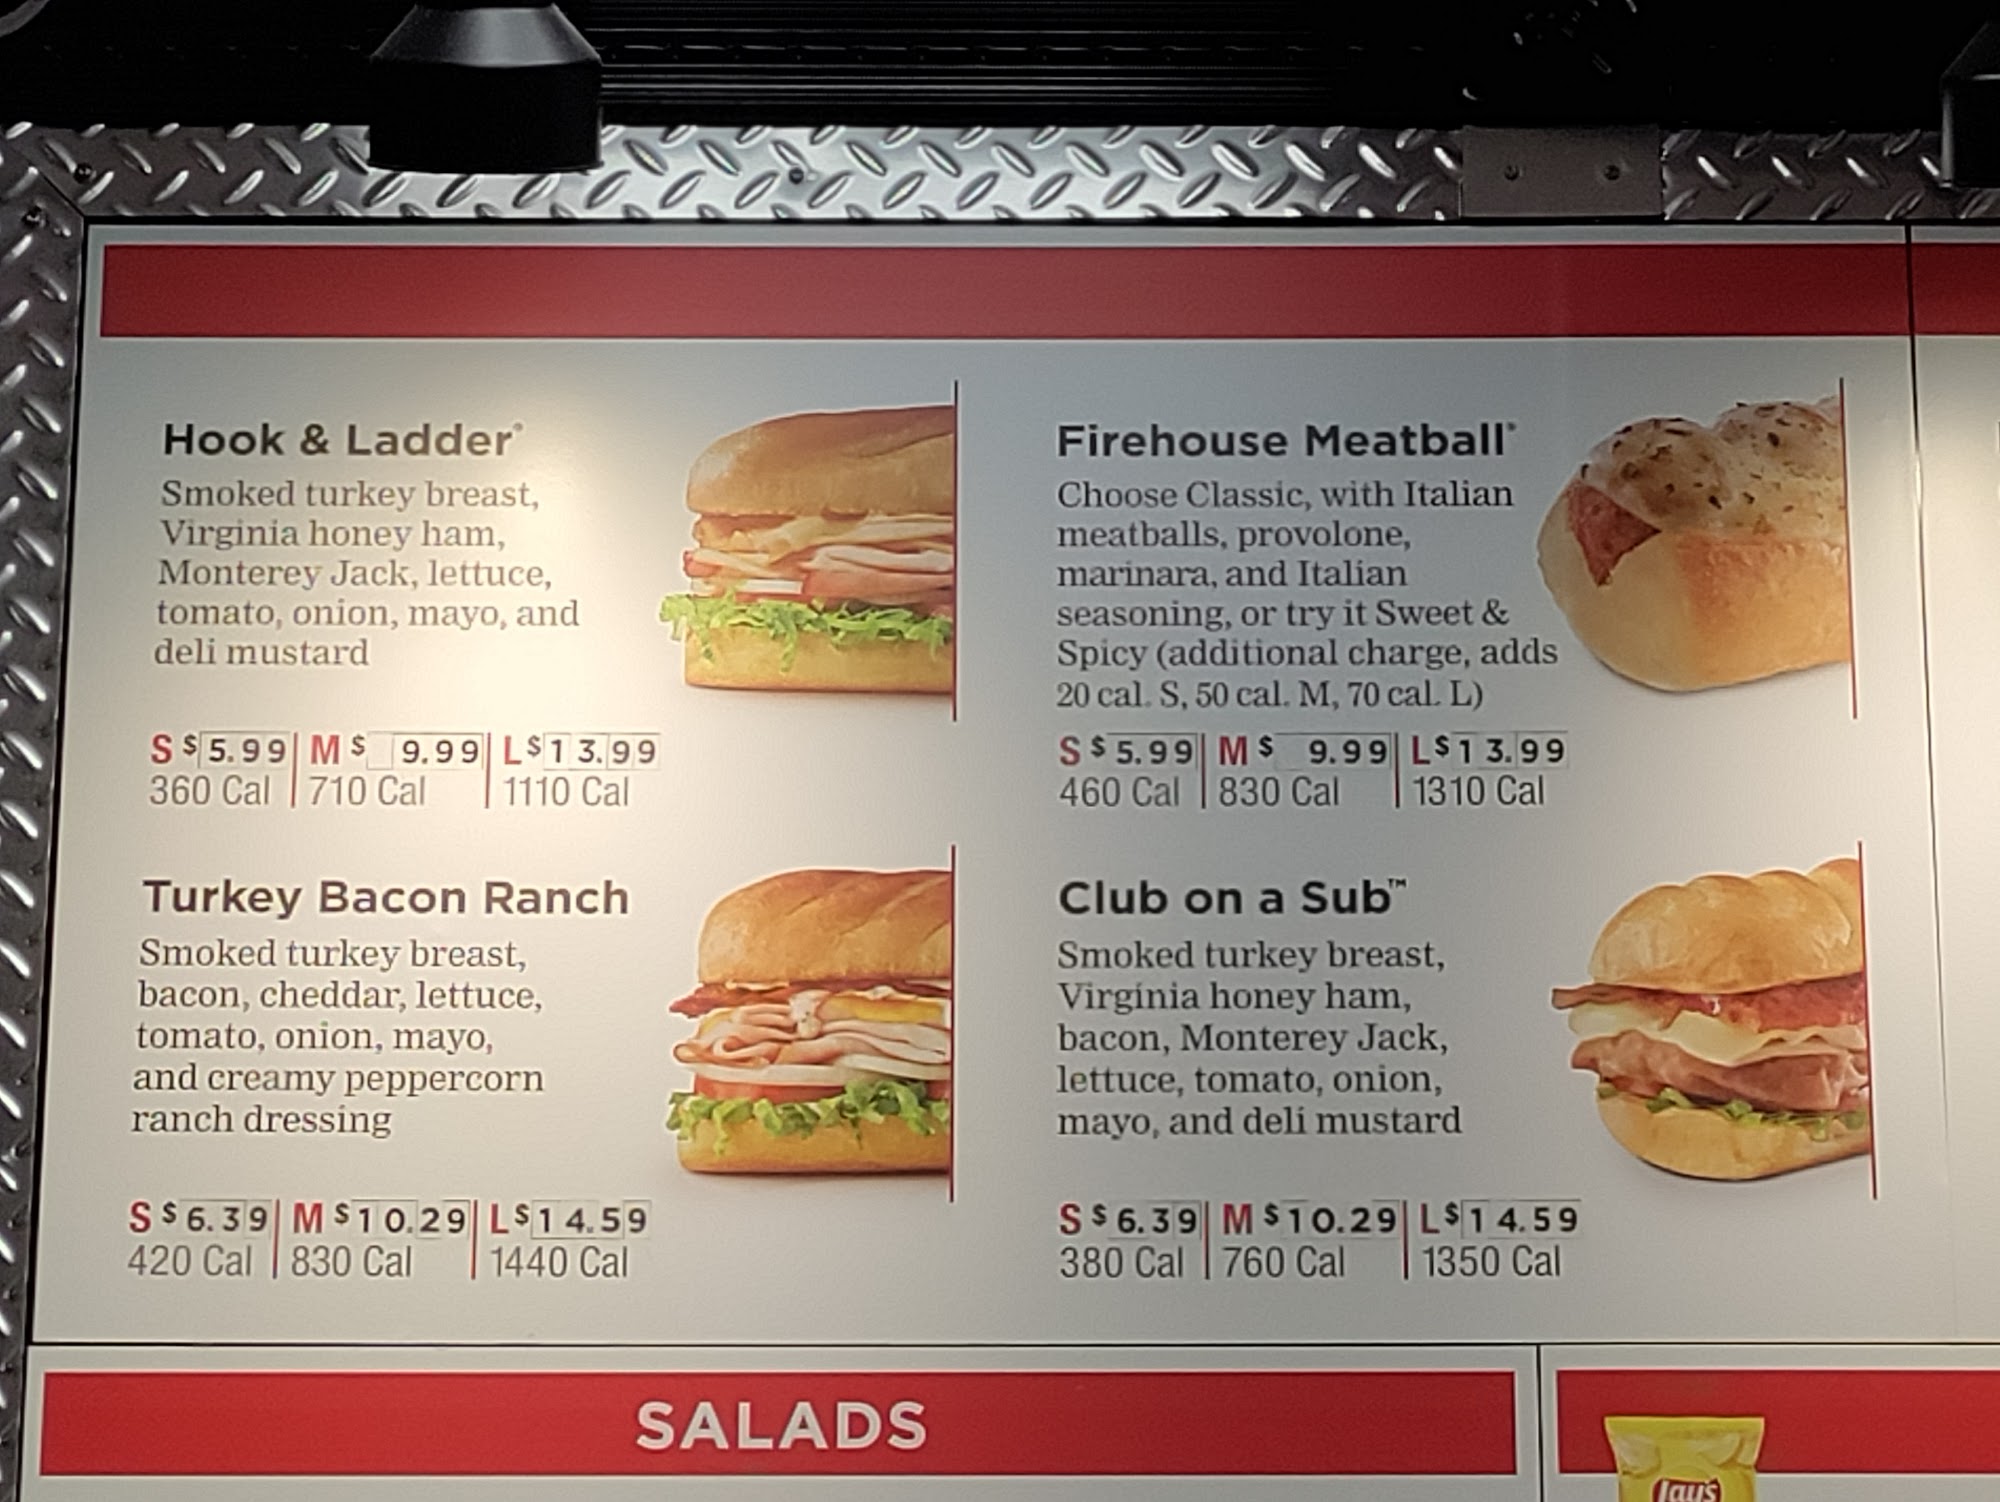 Hook & Ladder®
Smoked turkey breast,
Virginia honey ham,
Monterey Jack, lettuce,
tomato, onion, mayo, and
deli mustard
S $5.99 | M $ 9.99 | L $13.99
360 Cal | 710 Cal | 1110 Cal
Firehouse Meatball®
Choose Classic, with Italian
meatballs, provolone,
marinara, and Italian
seasoning, or try it Sweet &
Spicy (additional charge, adds
20 cal. S, 50 cal. M, 70 cal. L)
S $5.99 | M $ 9.99 | L $13.99
460 Cal | 830 Cal | 1310 Cal
Turkey Bacon Ranch
Smoked turkey breast,
bacon, cheddar, lettuce,
tomato, onion, mayo,
and creamy peppercorn
ranch dressing
S $6.39 | M $10.29 | L $14.59
420 Cal | 830 Cal | 1440 Cal
Club on a Sub™
Smoked turkey breast,
Virginia honey ham,
bacon, Monterey Jack,
lettuce, tomato, onion,
mayo, and deli mustard
S $6.39 | M $10.29 | L $14.59
380 Cal | 760 Cal | 1350 Cal
SALADS
Lay's